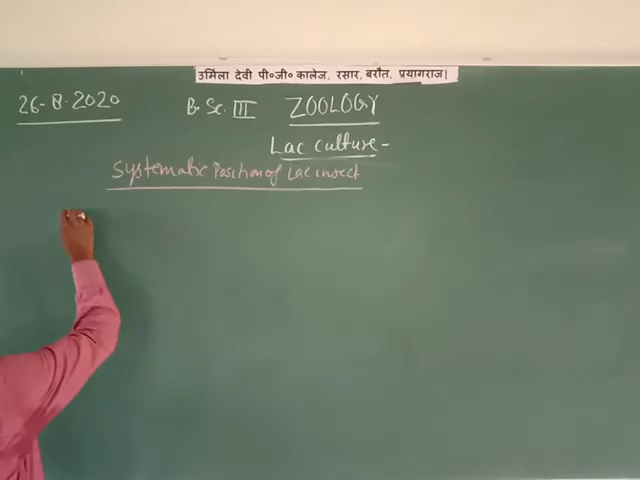 उर्मिला देवी पी०जी० कालेज, रसार, बरौत, प्रयागराज।
26-8-2020 B.Sc. III ZOOLOGY
Lac culture-
Systematic Position of Lac insect